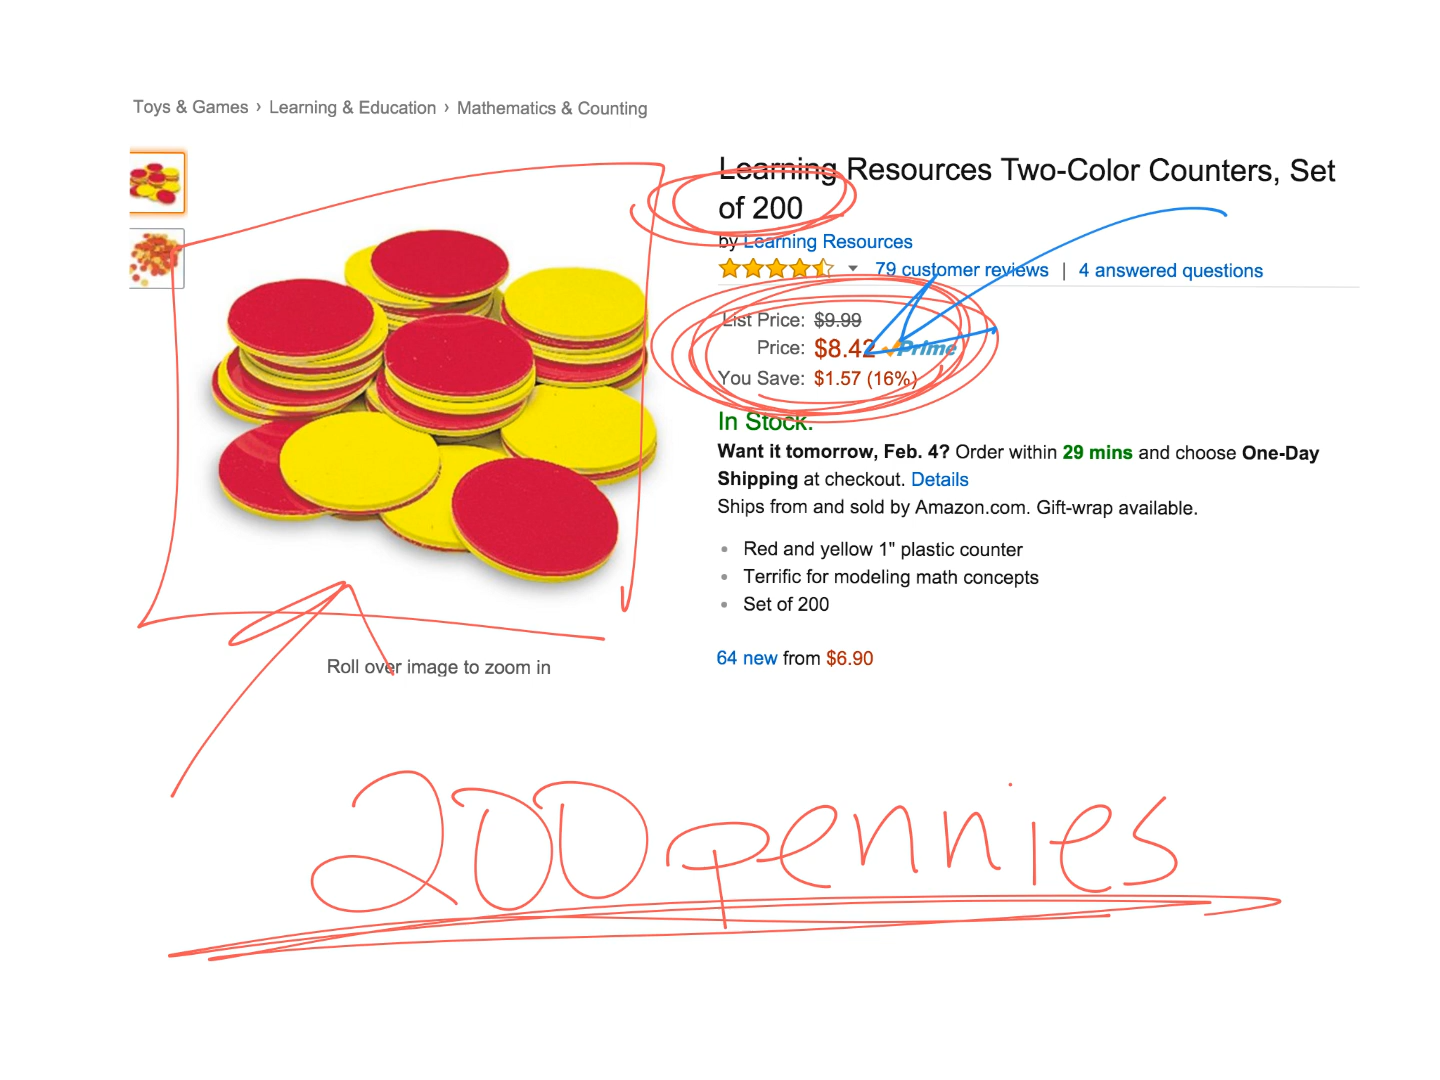 Toys & Games › Learning & Education › Mathematics & Counting
Learning Resources Two-Color Counters, Set
of 200
by Learning Resources
79 customer reviews | 4 answered questions
List Price: $9.99
Price: $8.42 Prime
You Save: $1.57 (16%)
In Stock.
Want it tomorrow, Feb. 4? Order within 29 mins and choose One-Day
Shipping at checkout. Details
Ships from and sold by Amazon.com. Gift-wrap available.
• Red and yellow 1" plastic counter
• Terrific for modeling math concepts
• Set of 200
64 new from $6.90
Roll over image to zoom in
200 pennies